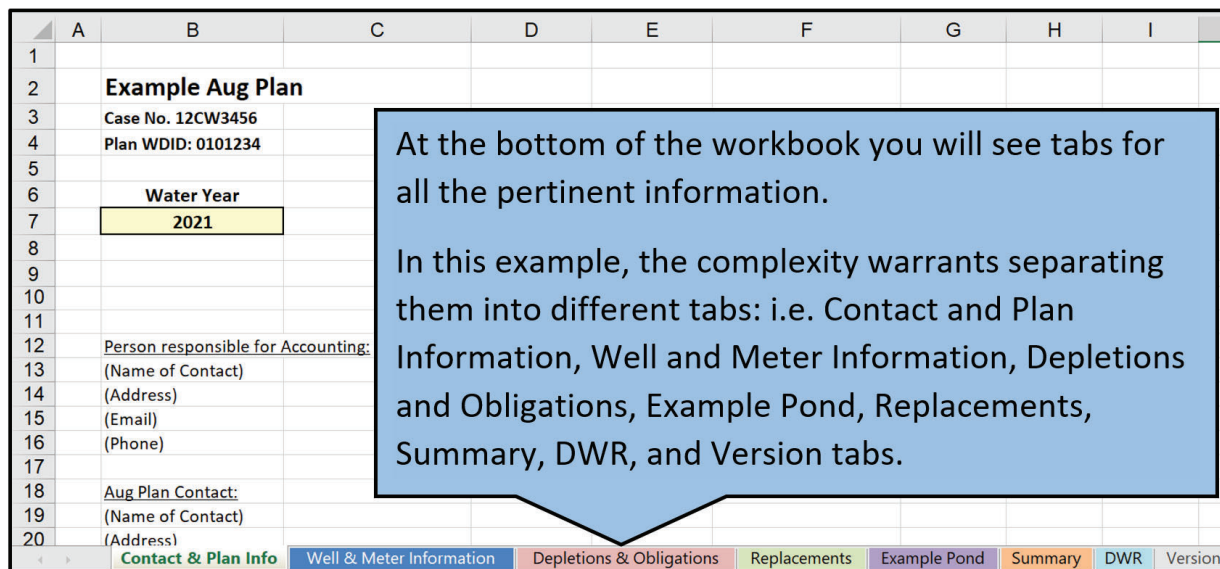 A B C D E F G H I
1
2 Example Aug Plan
3 Case No. 12CW3456
4 Plan WDID: 0101234
5
6 Water Year
7 2021
8
9
10
11
12 Person responsible for Accounting:
13 (Name of Contact)
14 (Address)
15 (Email)
16 (Phone)
17
18 Aug Plan Contact:
19 (Name of Contact)
20 (Address)
At the bottom of the workbook you will see tabs for
all the pertinent information.
In this example, the complexity warrants separating
them into different tabs: i.e. Contact and Plan
Information, Well and Meter Information, Depletions
and Obligations, Example Pond, Replacements,
Summary, DWR, and Version tabs.
Contact & Plan Info Well & Meter Information Depletions & Obligations Replacements Example Pond Summary DWR Version